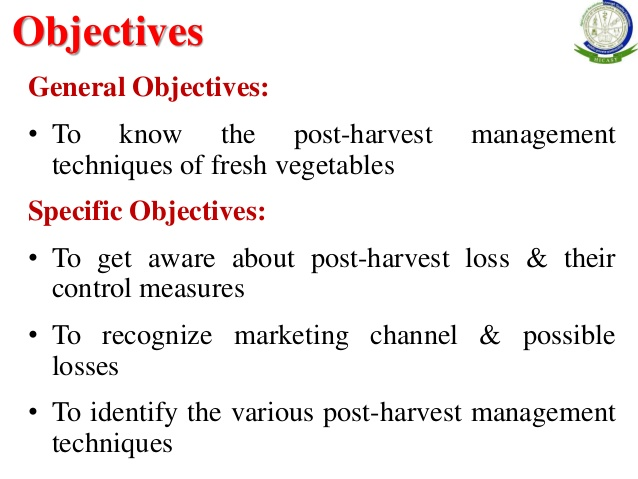 Objectives
General Objectives:
• To know the post-harvest management
techniques of fresh vegetables
Specific Objectives:
• To get aware about post-harvest loss & their
control measures
• To recognize marketing channel & possible
losses
• To identify the various post-harvest management
techniques